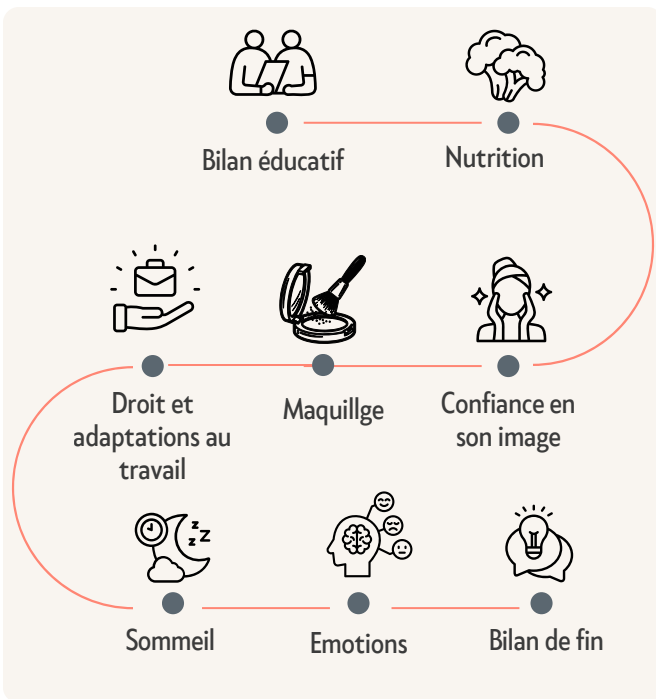 Bilan éducatif
Nutrition
Droit et
adaptations au
travail
Maquillge
Confiance en
son image
Sommeil
Emotions
Bilan de fin